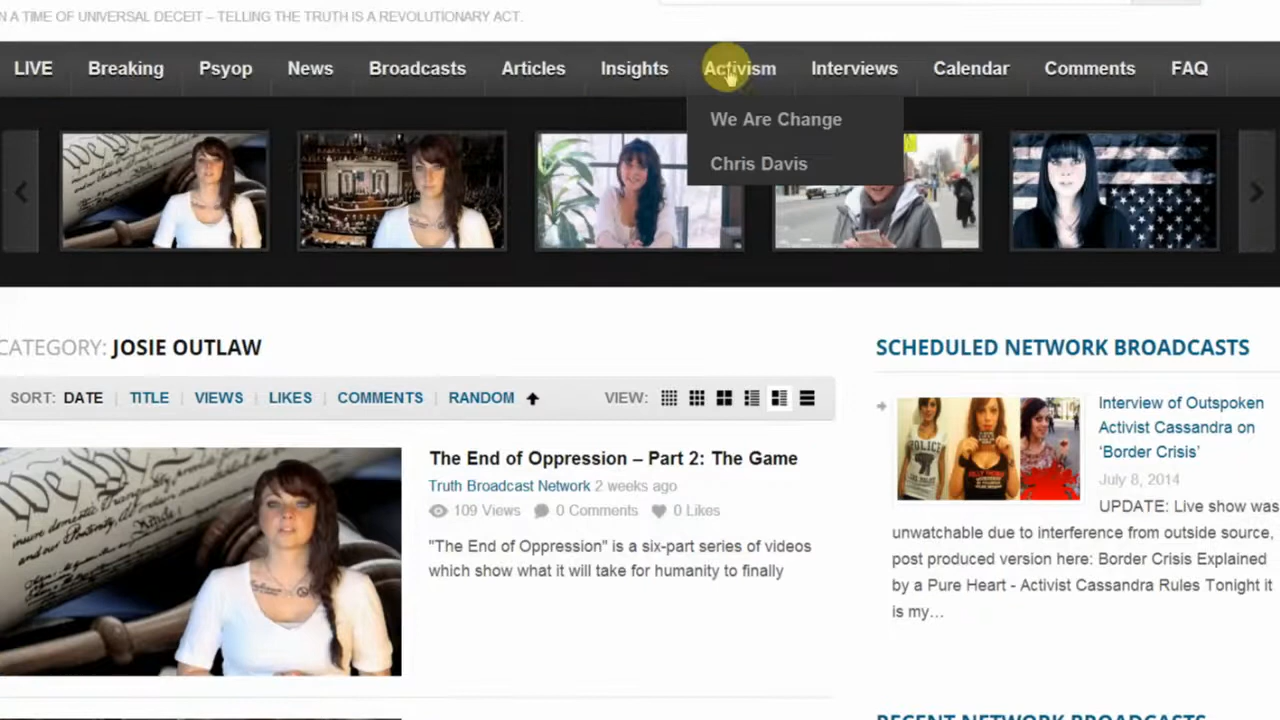 N A TIME OF UNIVERSAL DECEIT – TELLING THE TRUTH IS A REVOLUTIONARY ACT.
LIVE Breaking Psyop News Broadcasts Articles Insights Activism Interviews Calendar Comments FAQ
We Are Change
Chris Davis
CATEGORY: JOSIE OUTLAW
SORT: DATE | TITLE | VIEWS | LIKES | COMMENTS | RANDOM VIEW:
The End of Oppression – Part 2: The Game
Truth Broadcast Network 2 weeks ago
109 Views 0 Comments 0 Likes
"The End of Oppression" is a six-part series of videos
which show what it will take for humanity to finally
SCHEDULED NETWORK BROADCASTS
Interview of Outspoken
Activist Cassandra on
‘Border Crisis’
July 8, 2014
UPDATE: Live show was
unwatchable due to interference from outside source,
post produced version here: Border Crisis Explained
by a Pure Heart - Activist Cassandra Rules Tonight it
is my…
RECENT NETWORK BROADCASTS